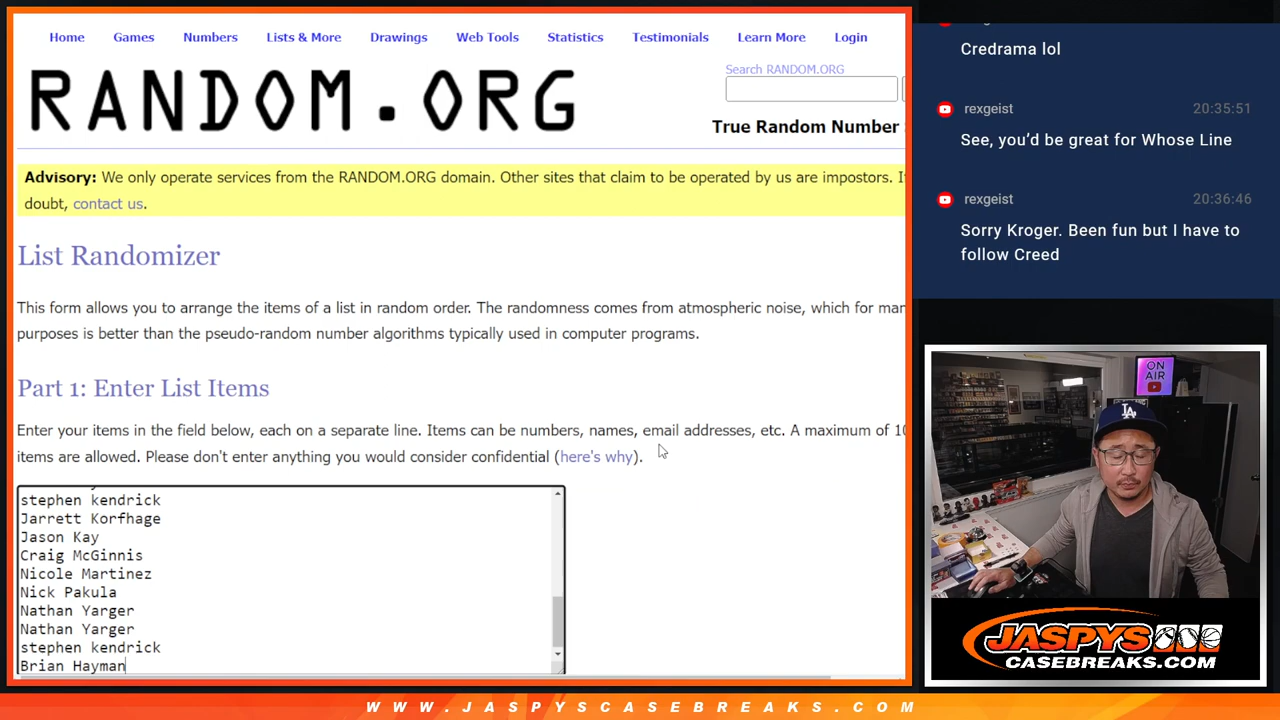 Home Games Numbers Lists & More Drawings Web Tools Statistics Testimonials Learn More Login
RANDOM.ORG
Search RANDOM.ORG
True Random Number
Advisory: We only operate services from the RANDOM.ORG domain. Other sites that claim to be operated by us are impostors.
doubt, contact us.
List Randomizer
This form allows you to arrange the items of a list in random order. The randomness comes from atmospheric noise, which for
purposes is better than the pseudo-random number algorithms typically used in computer programs.
Part 1: Enter List Items
Enter your items in the field below, each on a separate line. Items can be numbers, names, email addresses, etc. A maximum of
items are allowed. Please don't enter anything you would consider confidential (here's why).
stephen kendrick
Jarrett Korfhage
Jason Kay
Craig McGinnis
Nicole Martinez
Nick Pakula
Nathan Yarger
Nathan Yarger
stephen kendrick
Brian Hayman
Credrama lol
rexgeist 20:35:51
See, you’d be great for Whose Line
rexgeist 20:36:46
Sorry Kroger. Been fun but I have to
follow Creed
ON
AIR
LA
JASPYS
CASEBREAKS.COM
WWW.JASPYSCASEBREAKS.COM